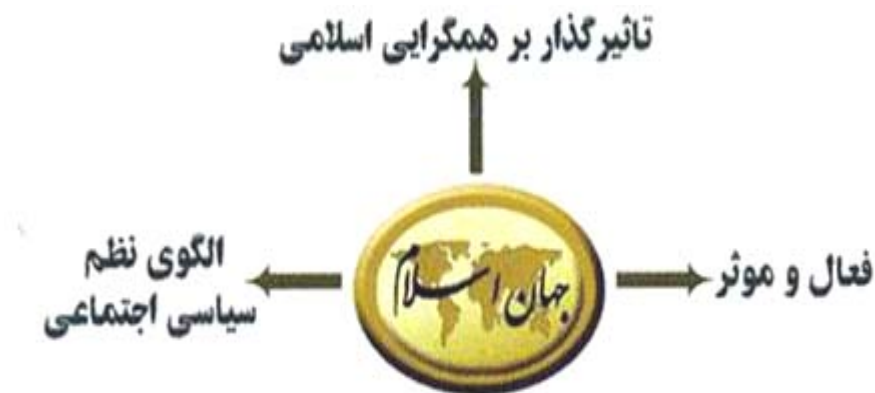 تاثیرگذار بر همگرایی اسلامی
فعال و موثر
جهان اسلام
الگوی نظم
سیاسی اجتماعی